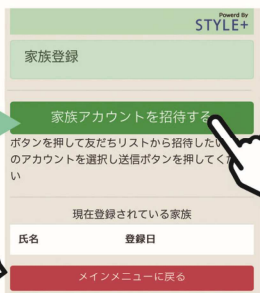 Powerd By
STYLE+
家族登録
家族アカウントを招待する
ボタンを押して友だちリストから招待したい
のアカウントを選択し送信ボタンを押してくだ
い
現在登録されている家族
氏名 登録日
メインメニューに戻る